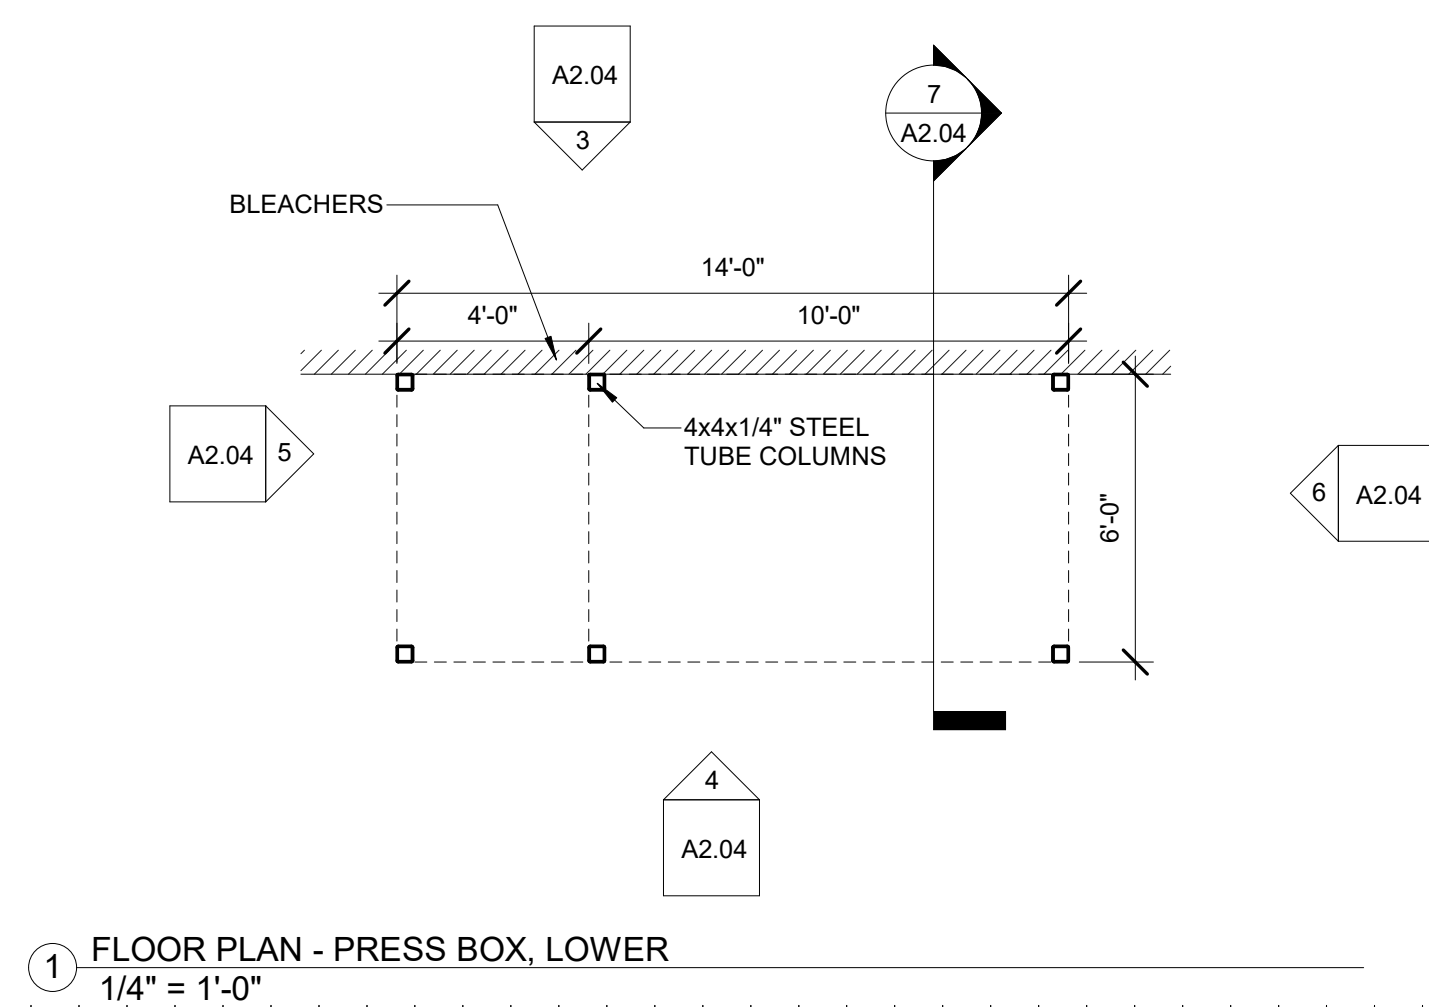 A2.04
3
7
A2.04
BLEACHERS
14'-0"
4'-0"
10'-0"
4x4x1/4" STEEL
TUBE COLUMNS
A2.04
5
6'-0"
6
A2.04
4
A2.04
1
FLOOR PLAN - PRESS BOX, LOWER
1/4" = 1'-0"